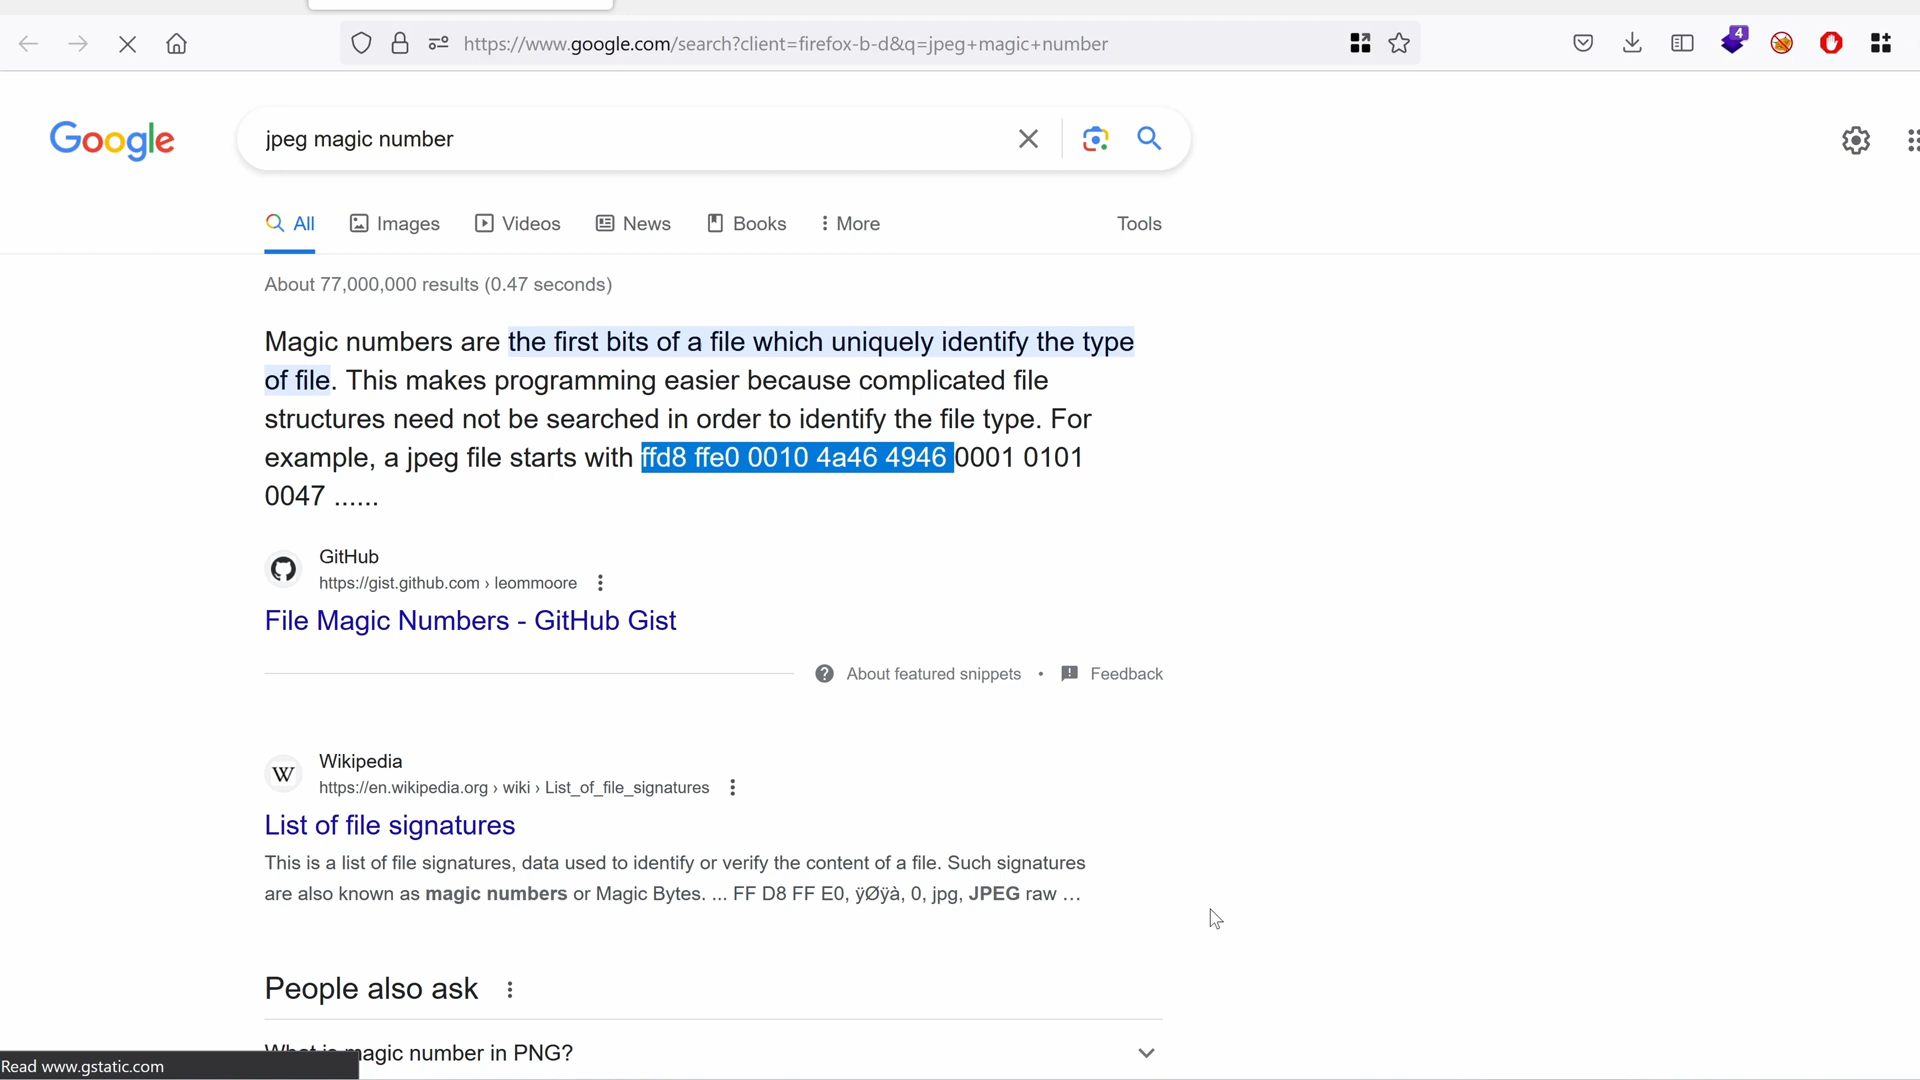 https://www.google.com/search?client=firefox-b-d&q=jpeg+magic+number
4
Google
jpeg magic number
All
Images
Videos
News
Books
More
Tools
About 77,000,000 results (0.47 seconds)
Magic numbers are the first bits of a file which uniquely identify the type
of file. This makes programming easier because complicated file
structures need not be searched in order to identify the file type. For
example, a jpeg file starts with ffd8 ffe0 0010 4a46 4946 0001 0101
0047 ......
GitHub
https://gist.github.com › leommoore
File Magic Numbers - GitHub Gist
About featured snippets • Feedback
W
Wikipedia
https://en.wikipedia.org › wiki › List_of_file_signatures
List of file signatures
This is a list of file signatures, data used to identify or verify the content of a file. Such signatures
are also known as magic numbers or Magic Bytes. ... FF D8 FF E0, ÿØÿà, 0, jpg, JPEG raw ...
People also ask
What is magic number in PNG?
Read www.gstatic.com